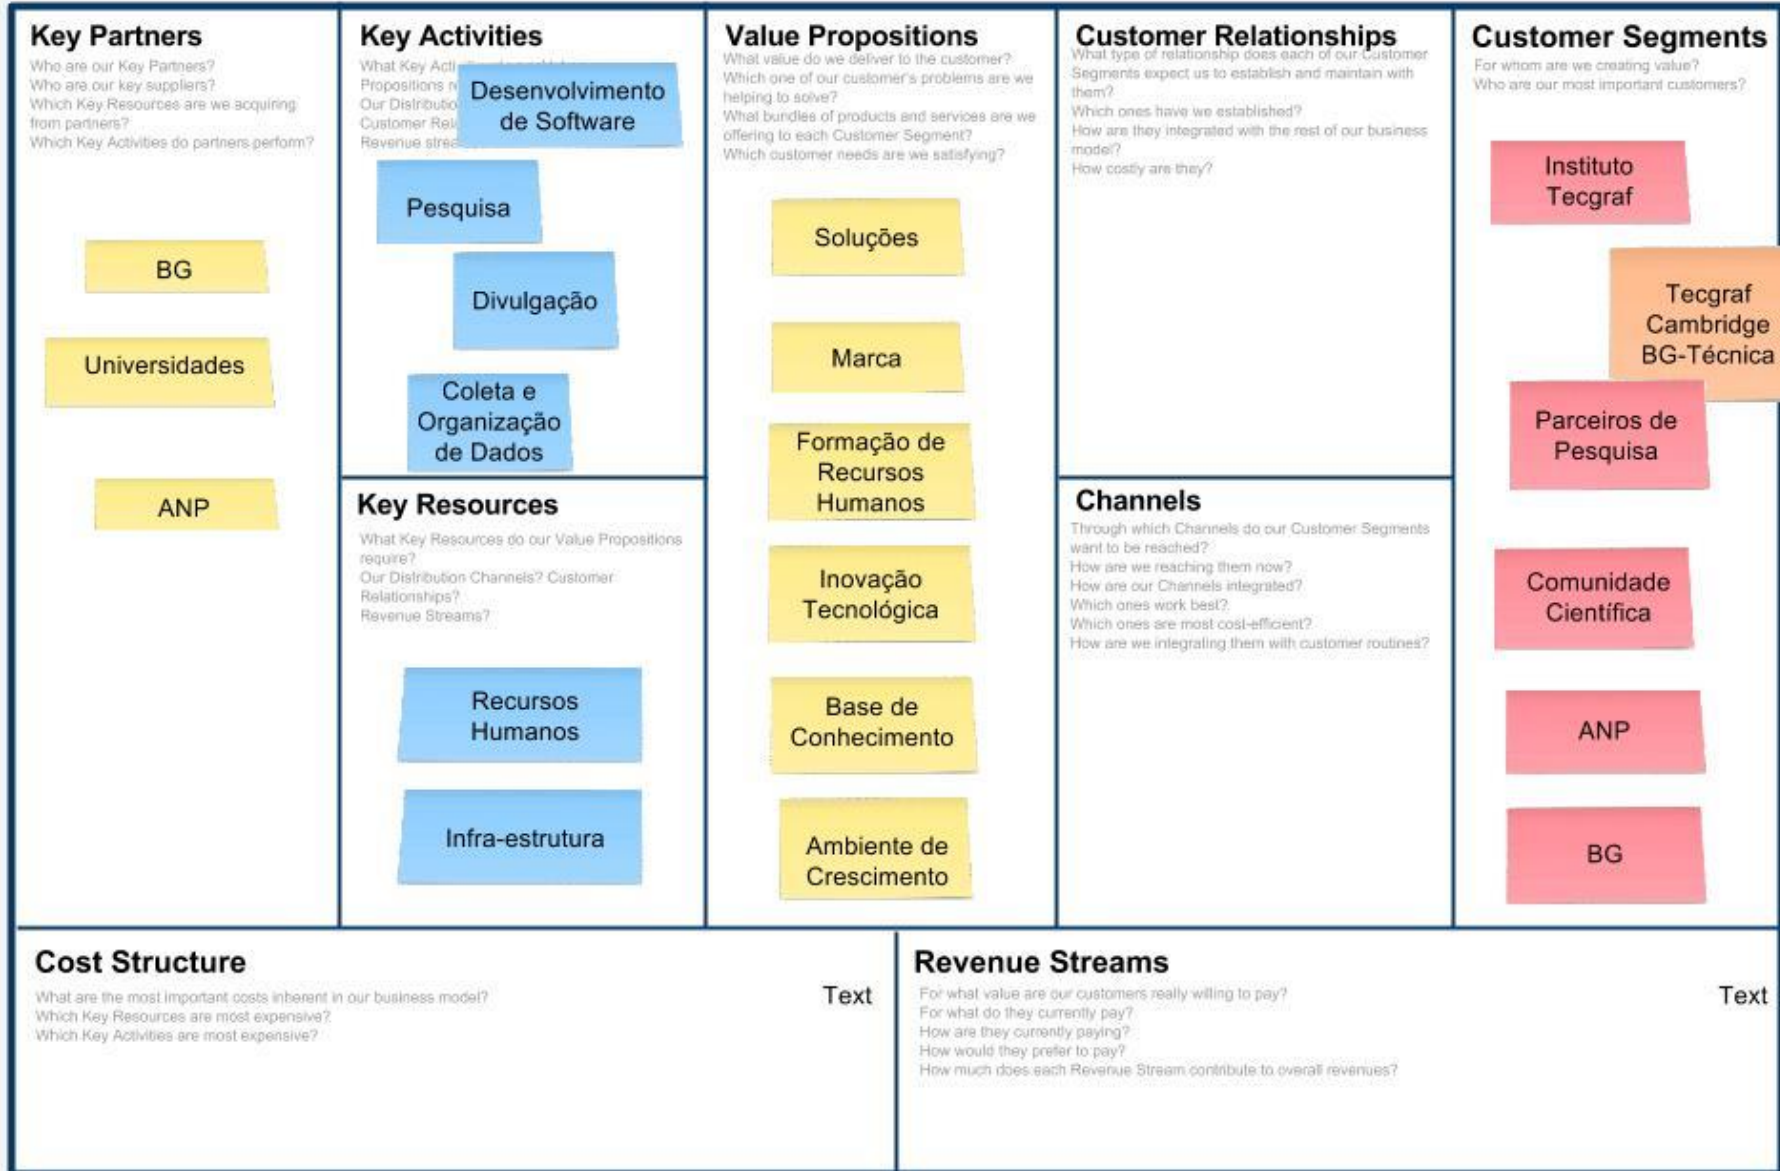 Key Partners
Who are our Key Partners?
Who are our key suppliers?
Which Key Resources are we acquiring
from partners?
Which Key Activities do partners perform?
BG
Universidades
ANP
Key Activities
What Key
Propositions
Our
Customer
Revenue
Desenvolvimento
de Software
Pesquisa
Divulgação
Coleta e
Organização
de Dados
Key Resources
What Key Resources do our Value Propositions
require?
Our Distribution Channels? Customer
Relationships?
Revenue Streams?
Recursos
Humanos
Infra-estrutura
Value Propositions
What value do we deliver to the customer?
Which one of our customer's problems are we
helping to solve?
What bundles of products and services are we
offering to each Customer Segment?
Which customer needs are we satisfying?
Soluções
Marca
Formação de
Recursos
Humanos
Inovação
Tecnológica
Base de
Conhecimento
Ambiente de
Crescimento
Customer Relationships
What type of relationship does each of our Customer
Segments expect us to establish and maintain with
them?
Which ones have we established?
How are they integrated with the rest of our business
model?
How costly are they?
Channels
Through which Channels do our Customer Segments
want to be reached?
How are we reaching them now?
How are our Channels integrated?
Which ones work best?
Which ones are most cost-efficient?
How are we integrating them with customer routines?
Customer Segments
For whom are we creating value?
Who are our most important customers?
Instituto
Tecgraf
Tecgraf
Cambridge
BG-Técnica
Parceiros de
Pesquisa
Comunidade
Científica
ANP
BG
Cost Structure
What are the most important costs inherent in our business model?
Which Key Resources are most expensive?
Which Key Activities are most expensive?
Text
Revenue Streams
For what value are our customers really willing to pay?
For what do they currently pay?
How are they currently paying?
How would they prefer to pay?
How much does each Revenue Stream contribute to overall revenues?
Text